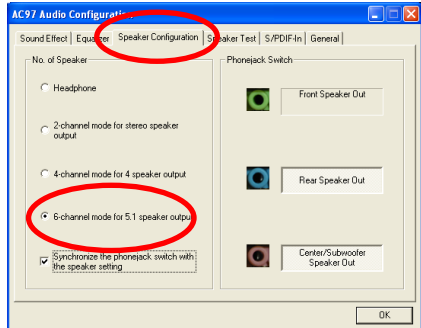 AC97 Audio Configuration
Sound Effect
Equalizer
Speaker Configuration
Speaker Test
S/PDIF-In
General
No. of Speaker
Headphone
2-channel mode for stereo speaker
output
4-channel mode for 4 speaker output
6-channel mode for 5.1 speaker output
Synchronize the phonejack switch with
the speaker setting
Phonejack Switch
Front Speaker Out
Rear Speaker Out
Center/Subwoofer
Speaker Out
OK